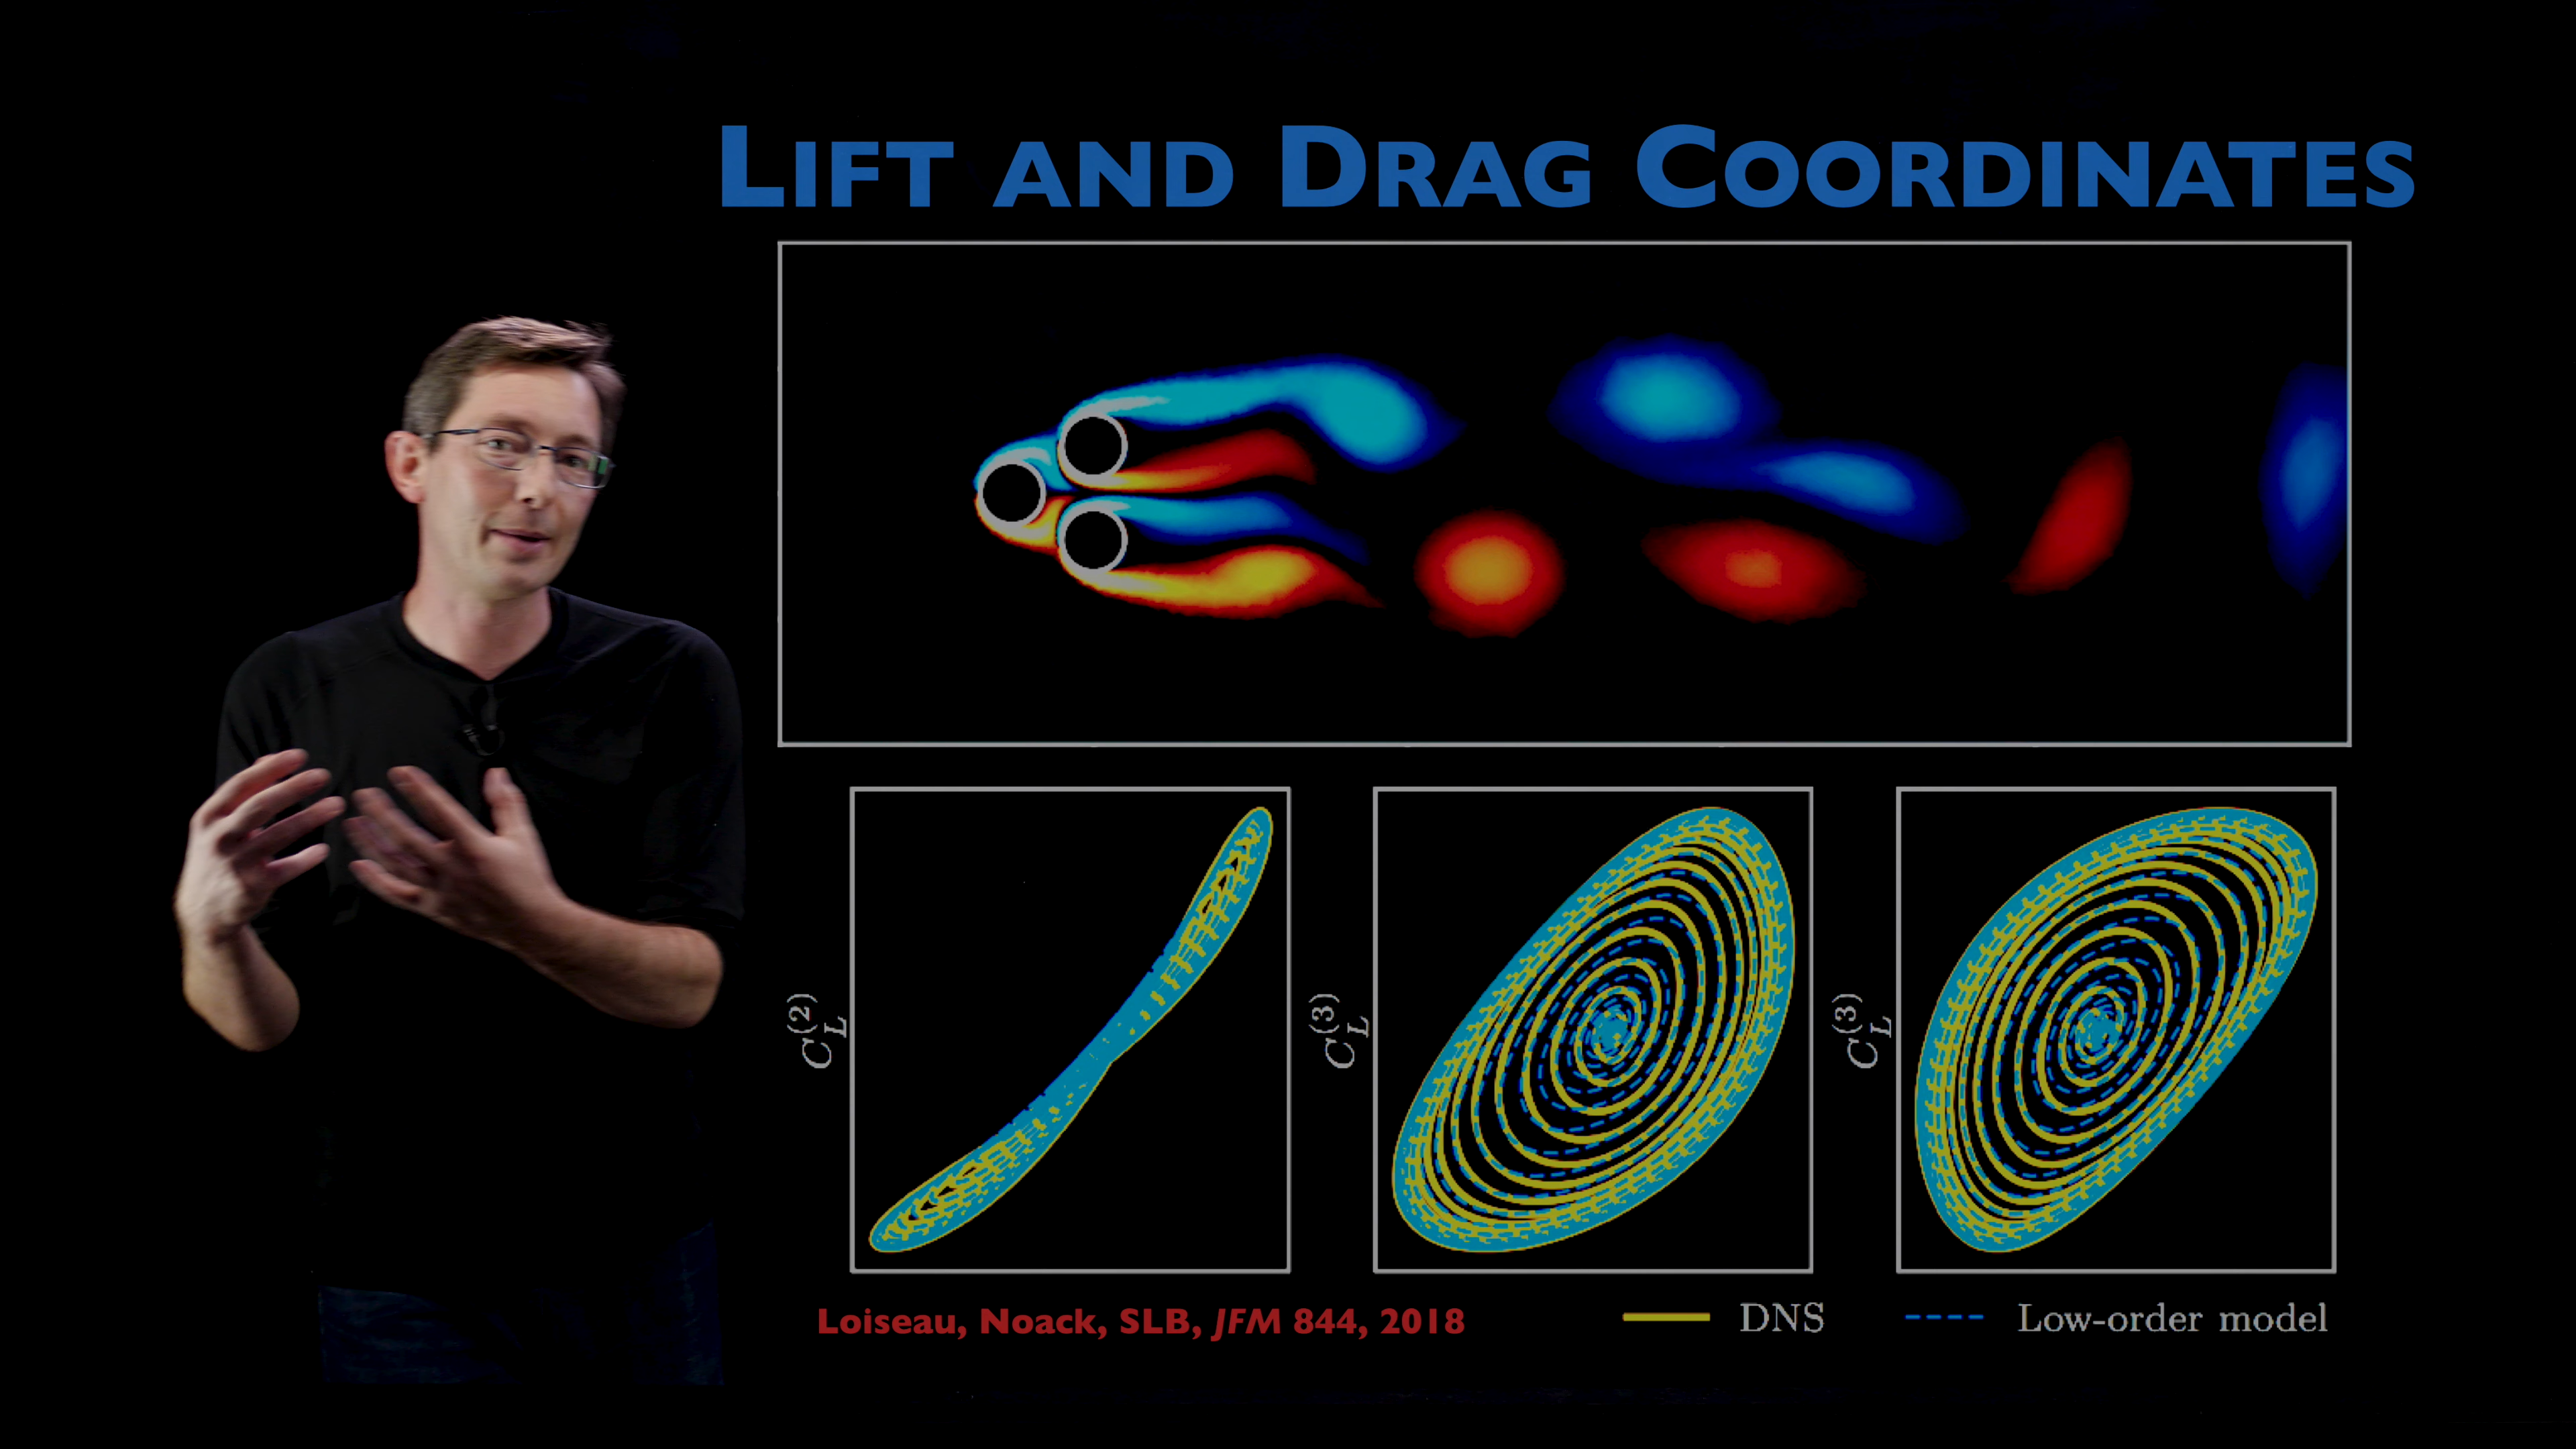 LIFT AND DRAG COORDINATES
C_L^(2)
C_L^(3)
C_L^(3)
Loiseau, Noack, SLB, JFM 844, 2018
DNS
Low-order model